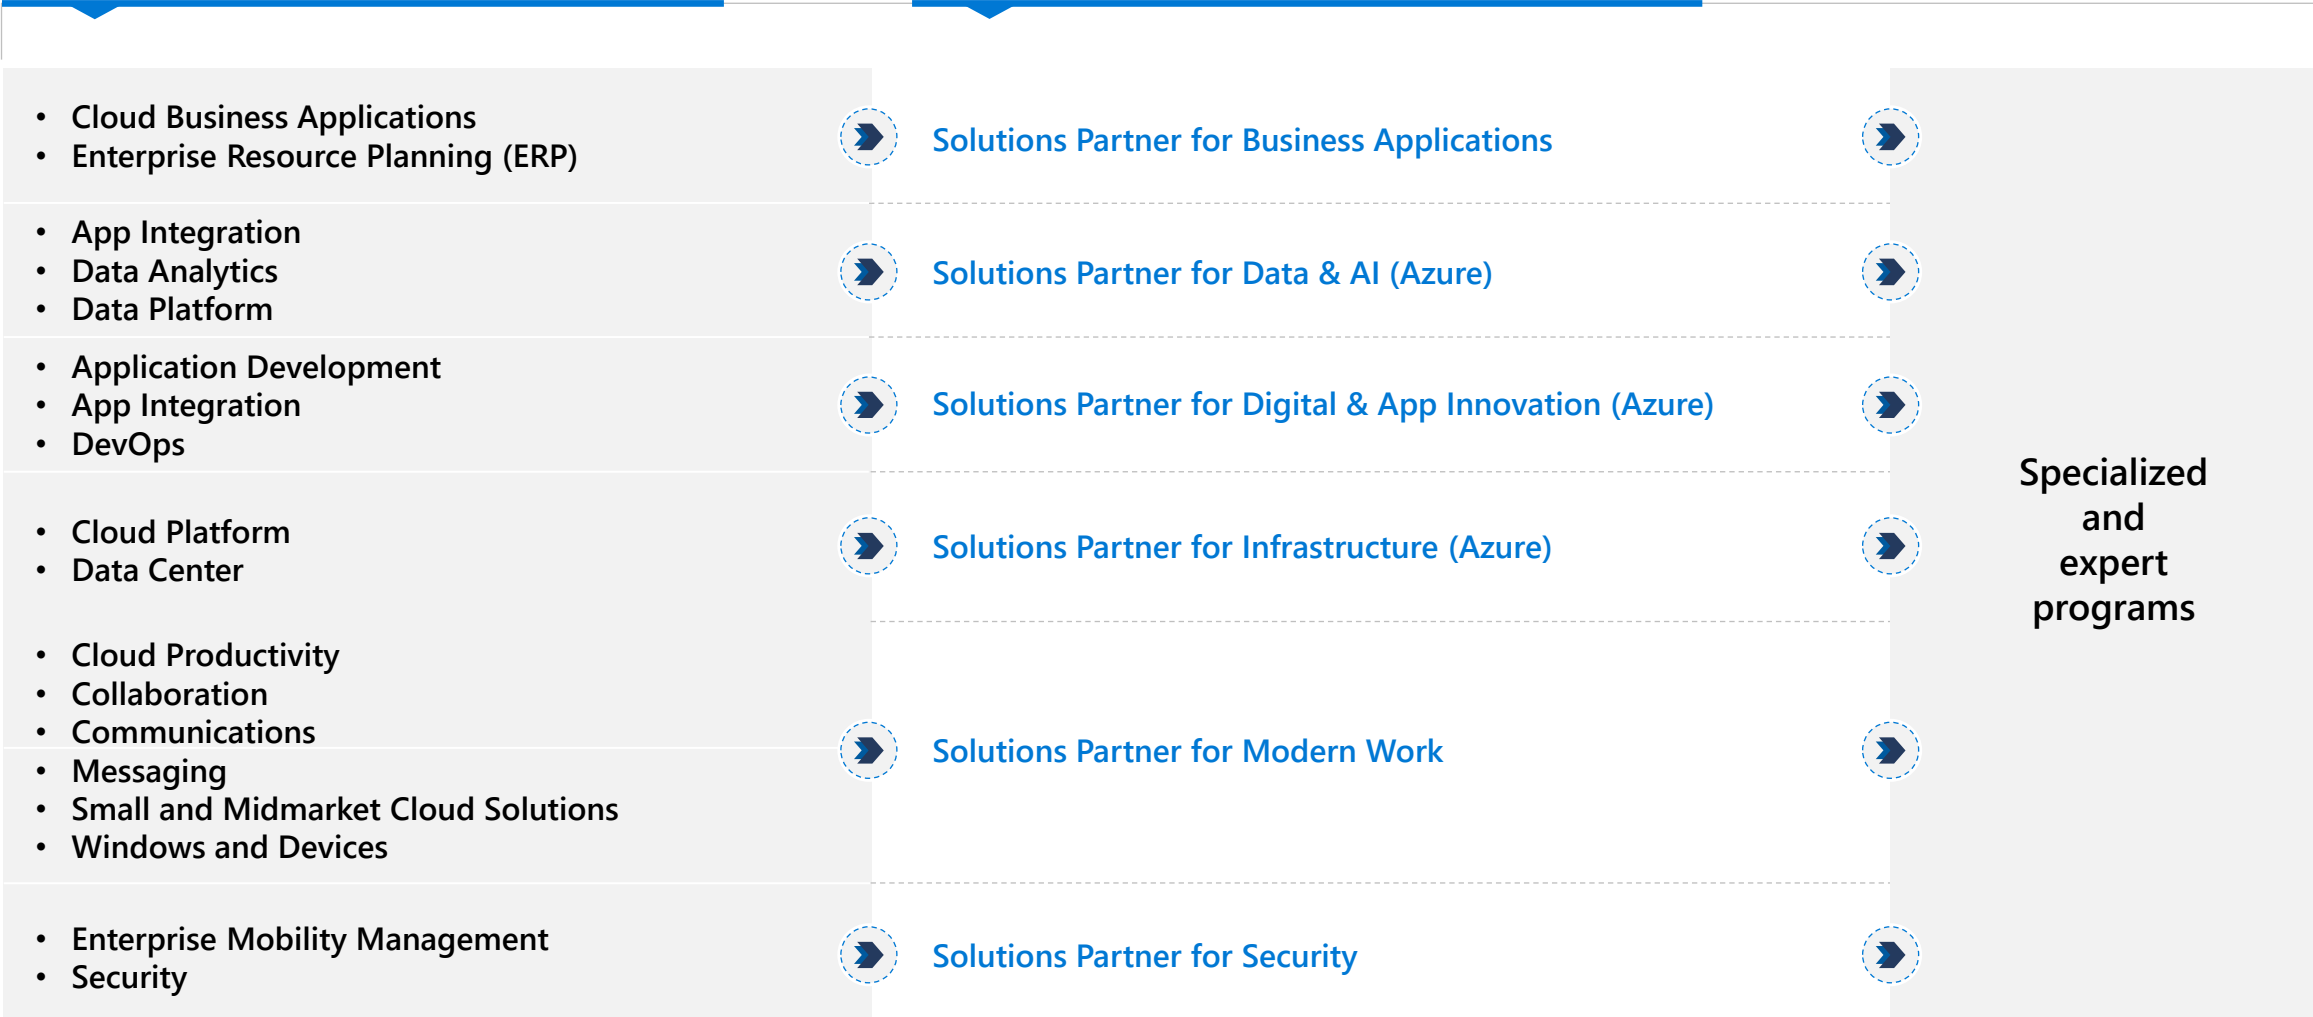 • Cloud Business Applications
• Enterprise Resource Planning (ERP)
Solutions Partner for Business Applications
• App Integration
• Data Analytics
• Data Platform
Solutions Partner for Data & AI (Azure)
• Application Development
• App Integration
• DevOps
Solutions Partner for Digital & App Innovation (Azure)
• Cloud Platform
• Data Center
Solutions Partner for Infrastructure (Azure)
• Cloud Productivity
• Collaboration
• Communications
• Messaging
• Small and Midmarket Cloud Solutions
• Windows and Devices
Solutions Partner for Modern Work
• Enterprise Mobility Management
• Security
Solutions Partner for Security
Specialized
and
expert
programs